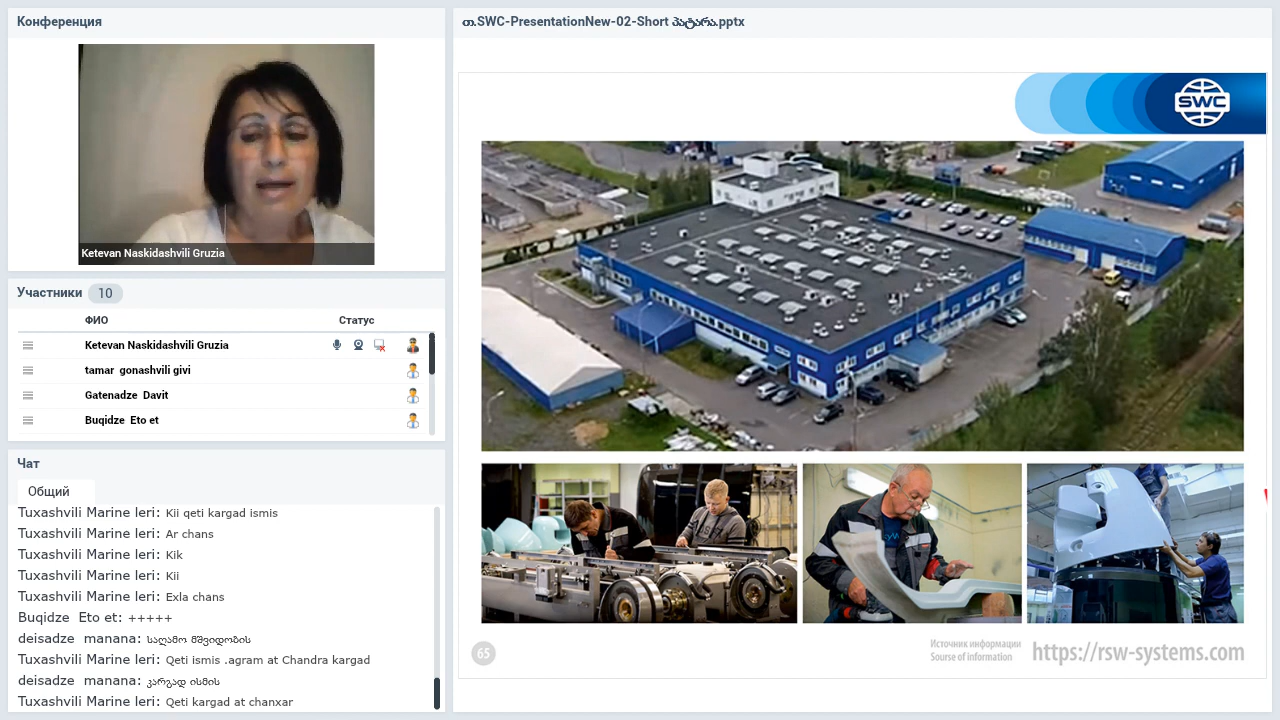 Конференция
Ketevan Naskidashvili Gruzia
Участники 10
ФИО Статус
Ketevan Naskidashvili Gruzia
tamar gonashvili givi
Gatenadze Davit
Buqidze Eto et
Чат
Общий
Tuxashvili Marine leri: Kii qeti kargad ismis
Tuxashvili Marine leri: Ar chans
Tuxashvili Marine leri: Kik
Tuxashvili Marine leri: Kii
Tuxashvili Marine leri: Exla chans
Buqidze Eto et: +++++
deisadze manana: საღამო მშვიდობის
Tuxashvili Marine leri: Qeti ismis .agram at Chindra kargad
deisadze manana: კარგად ისმის
Tuxashvili Marine leri: Qeti kargad at chanxar
თ.SWC-PresentationNew-02-Short პატარა.pptx
SWC
65
Источник информации
Sourse of information
https://rsw-systems.com